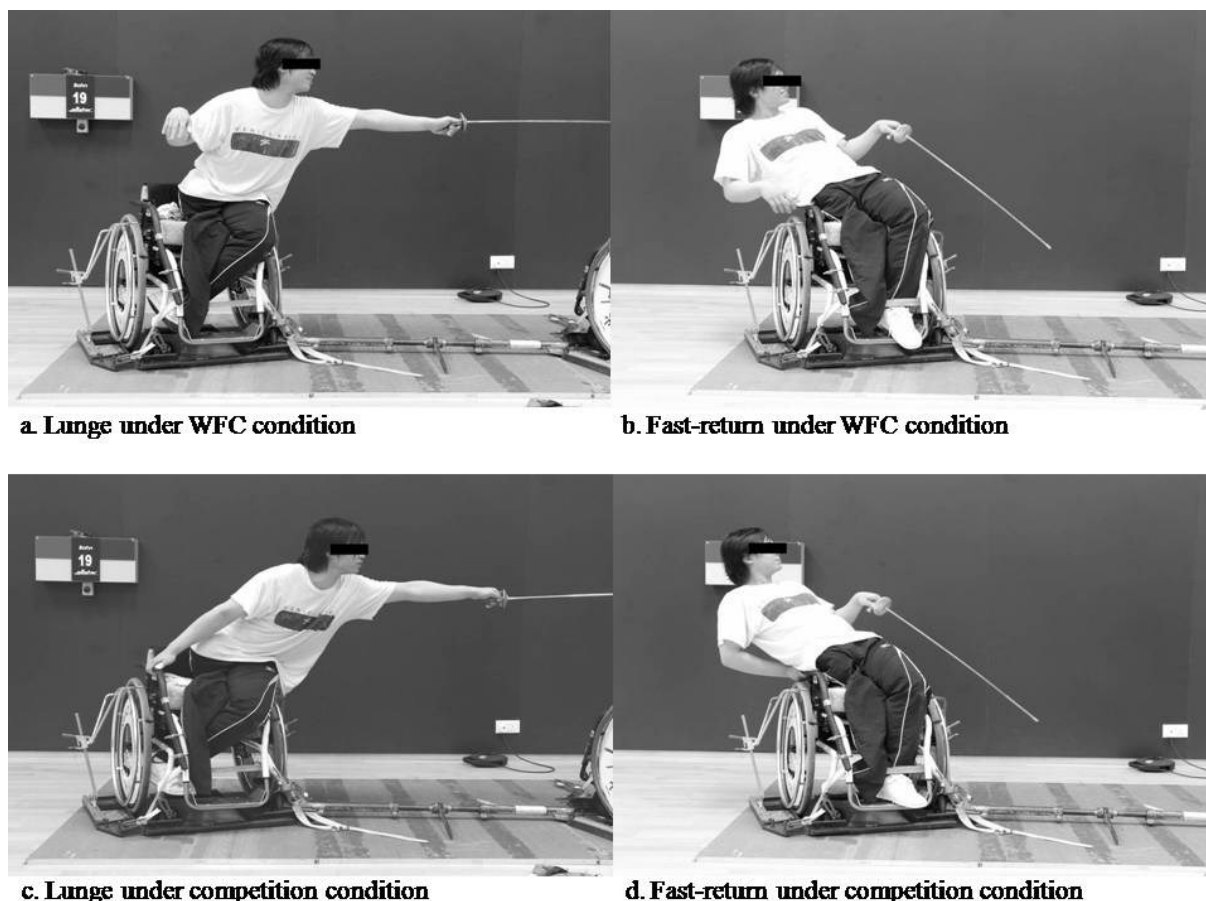 19
a. Lunge under WFC condition
b. Fast-return under WFC condition
19
c. Lunge under competition condition
d. Fast-return under competition condition